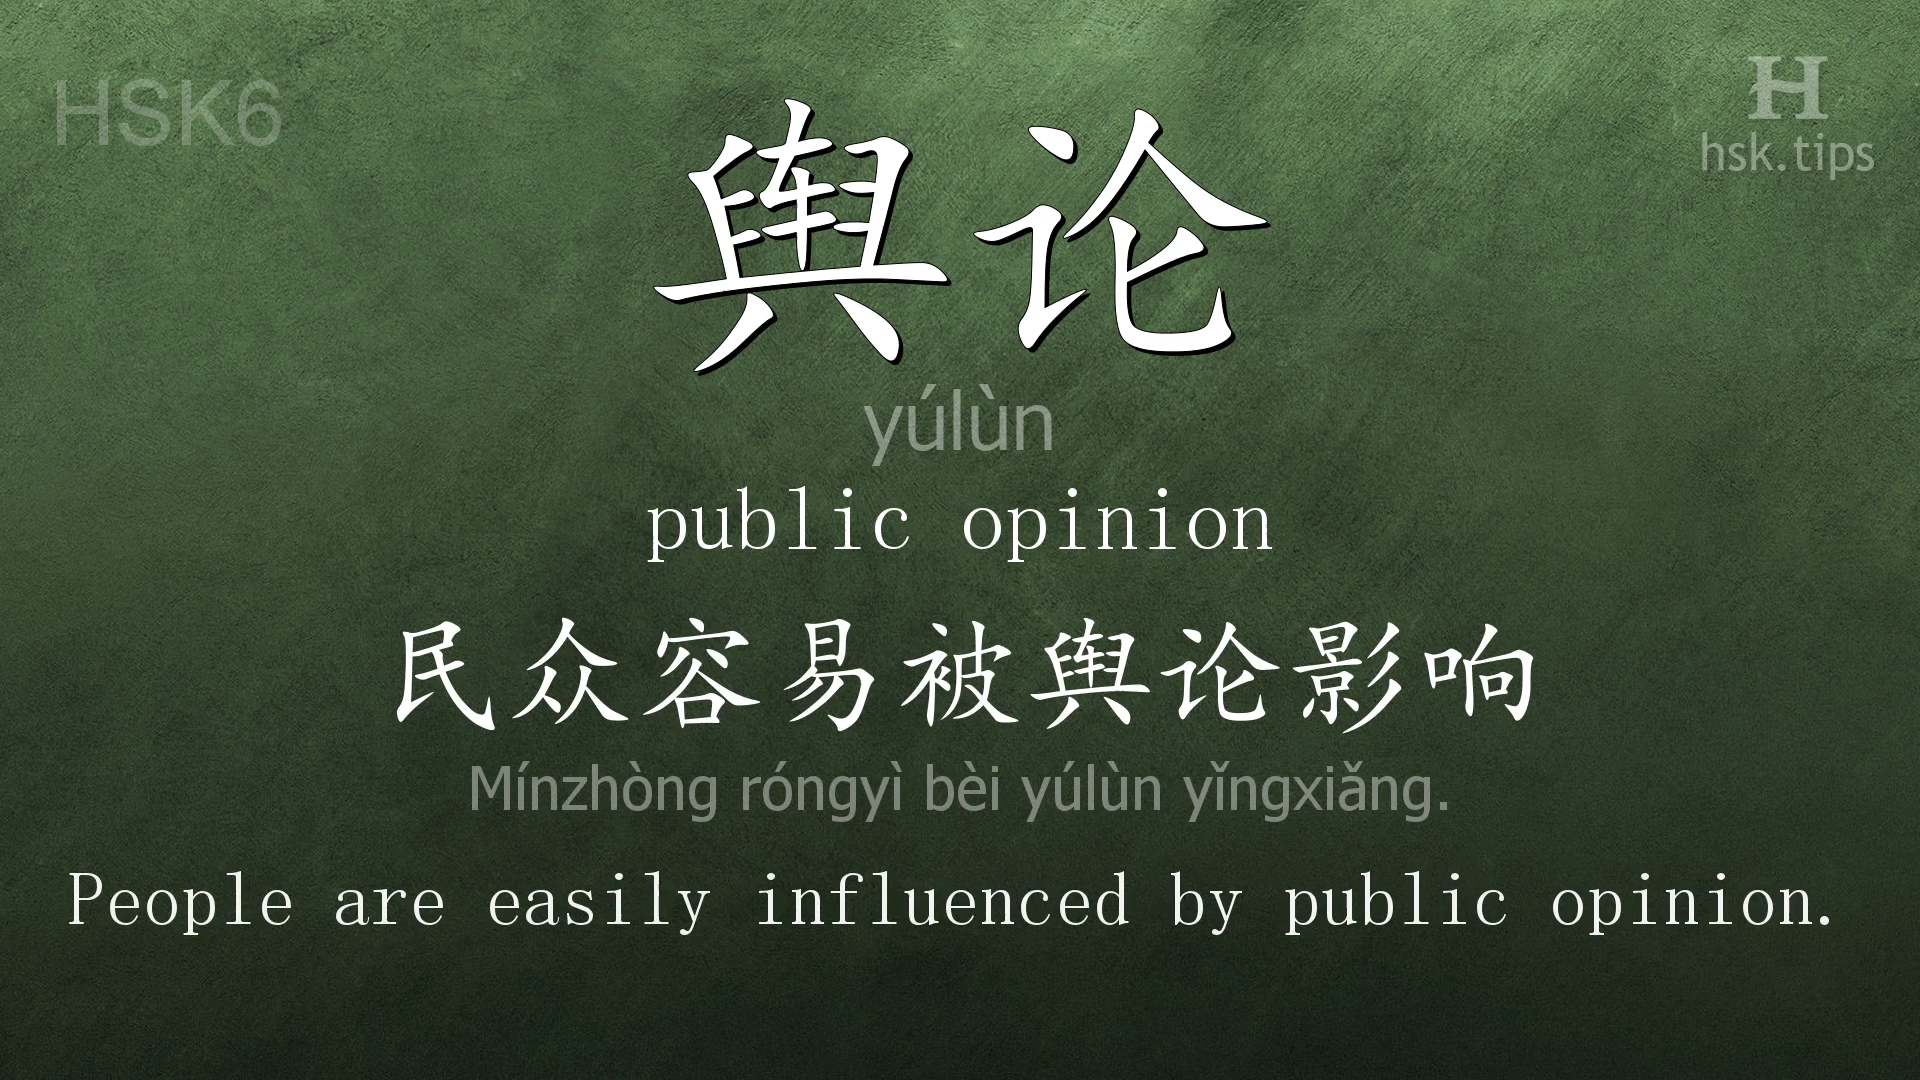 HSK6
H
hsk.tips
舆论
yúlùn
public opinion
民众容易被舆论影响
Mínzhòng róngyì bèi yúlùn yǐngxiǎng.
People are easily influenced by public opinion.